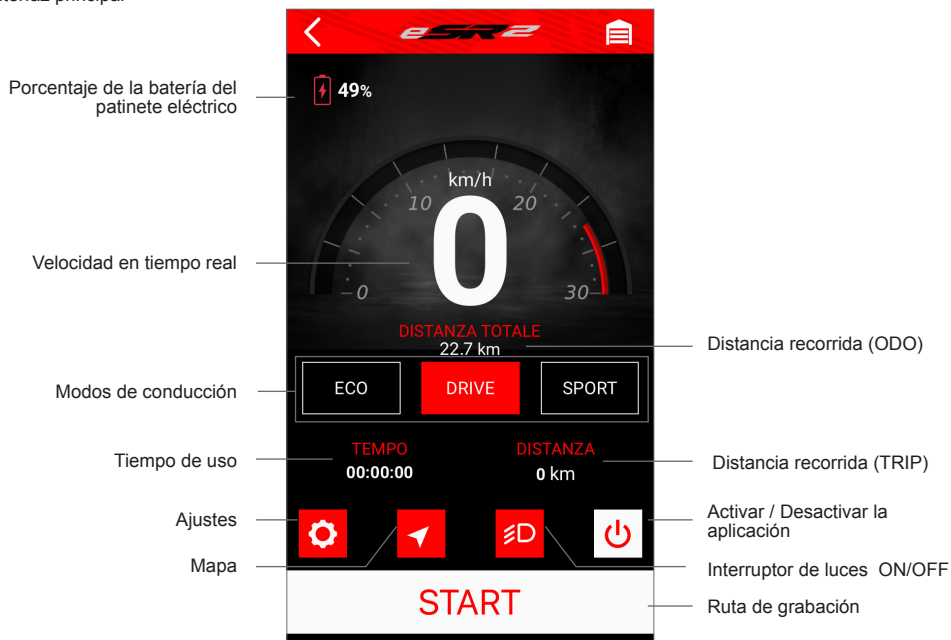 eSR2
Porcentaje de la batería del
patinete eléctrico
49%
km/h
10
20
0
Velocidad en tiempo real
0
30
DISTANZA TOTALE
22.7 km
Distancia recorrida (ODO)
Modos de conducción
ECO
DRIVE
SPORT
Tiempo de uso
TEMPO
00:00:00
DISTANZA
0 km
Distancia recorrida (TRIP)
Ajustes
Activar / Desactivar la
aplicación
Mapa
Interruptor de luces ON/OFF
START
Ruta de grabación